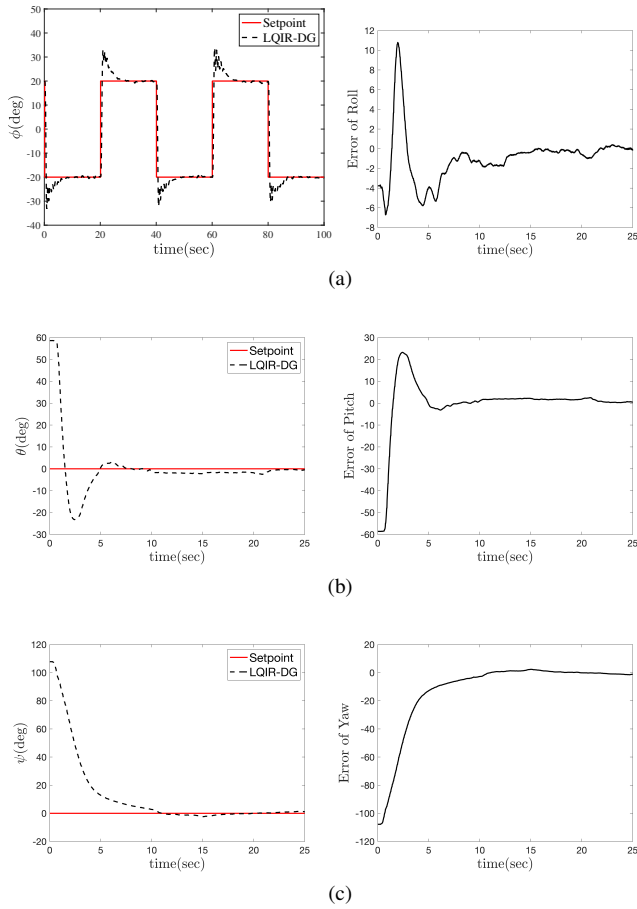 50
40
30
20
10
0
-10
-20
-30
-40
0 20 40 60 80 100
ϕ(deg)
time(sec)
Setpoint
LQIR-DG
12
10
8
6
4
2
0
-2
-4
-6
-8
0 5 10 15 20 25
Error of Roll
time(sec)
(a)
60
50
40
30
20
10
0
-10
-20
-30
0 5 10 15 20 25
θ(deg)
time(sec)
Setpoint
LQIR-DG
30
20
10
0
-10
-20
-30
-40
-50
-60
0 5 10 15 20 25
Error of Pitch
time(sec)
(b)
120
100
80
60
40
20
0
-20
0 5 10 15 20 25
ψ(deg)
time(sec)
Setpoint
LQIR-DG
20
0
-20
-40
-60
-80
-100
-120
0 5 10 15 20 25
Error of Yaw
time(sec)
(c)